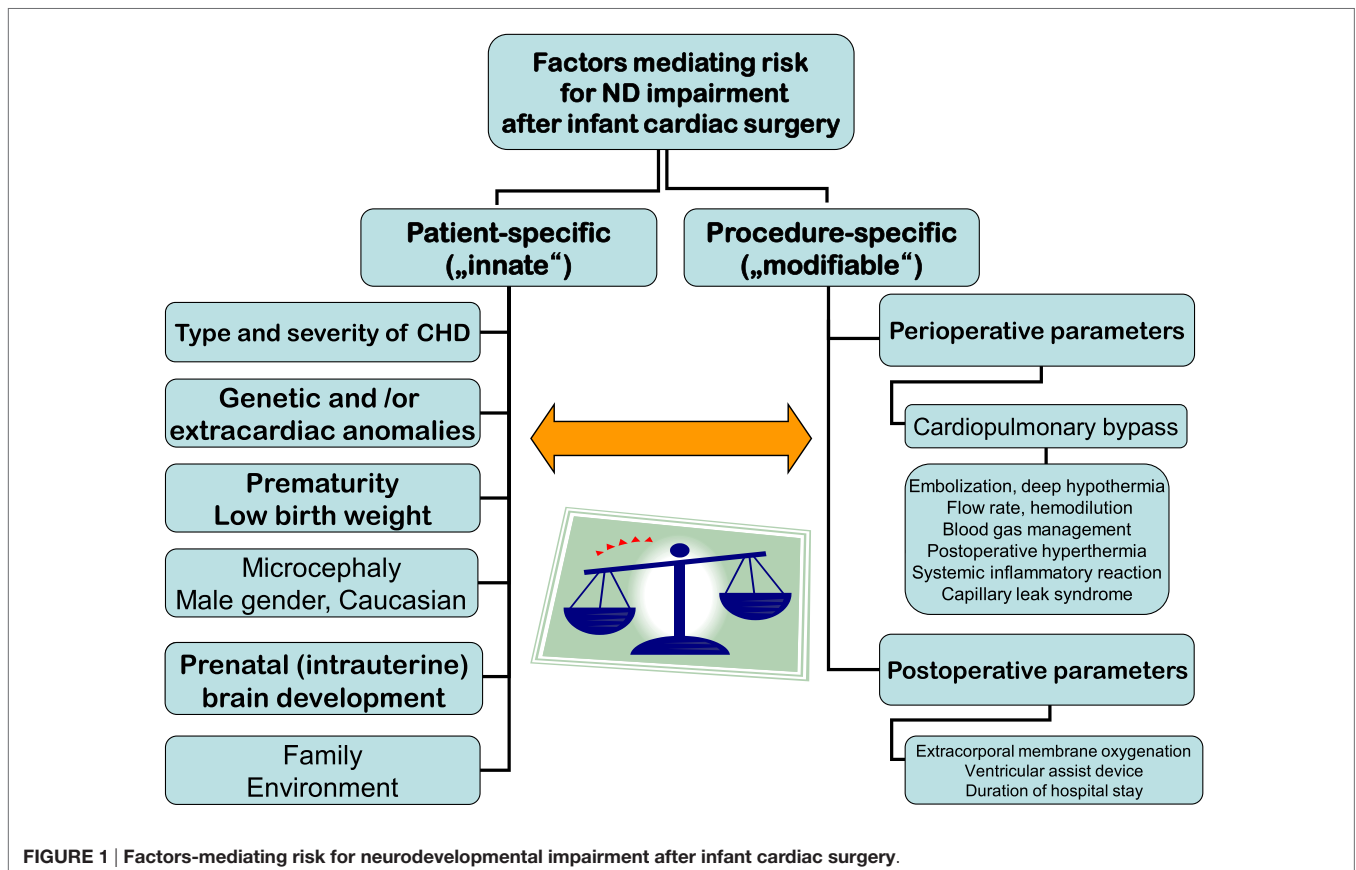 Factors mediating risk
for ND impairment
after infant cardiac surgery
Patient-specific
(„innate“)
Procedure-specific
(„modifiable“)
Type and severity of CHD
Genetic and /or
extracardiac anomalies
Prematurity
Low birth weight
Microcephaly
Male gender, Caucasian
Prenatal (intrauterine)
brain development
Family
Environment
Perioperative parameters
Cardiopulmonary bypass
Embolization, deep hypothermia
Flow rate, hemodilution
Blood gas management
Postoperative hyperthermia
Systemic inflammatory reaction
Capillary leak syndrome
Postoperative parameters
Extracorporal membrane oxygenation
Ventricular assist device
Duration of hospital stay
FIGURE 1 | Factors-mediating risk for neurodevelopmental impairment after infant cardiac surgery.